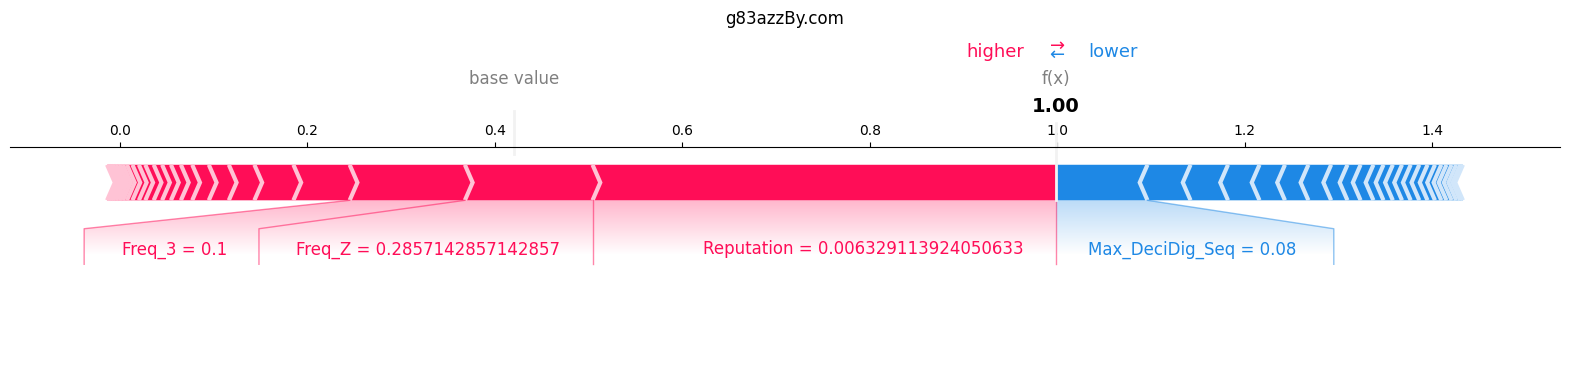 g83azzBy.com
higher → ← lower
base value f(x)
1.00
0.0 0.2 0.4 0.6 0.8 1.0 1.2 1.4
Freq_3 = 0.1 Freq_Z = 0.2857142857142857 Reputation = 0.006329113924050633 Max_DeciDig_Seq = 0.08